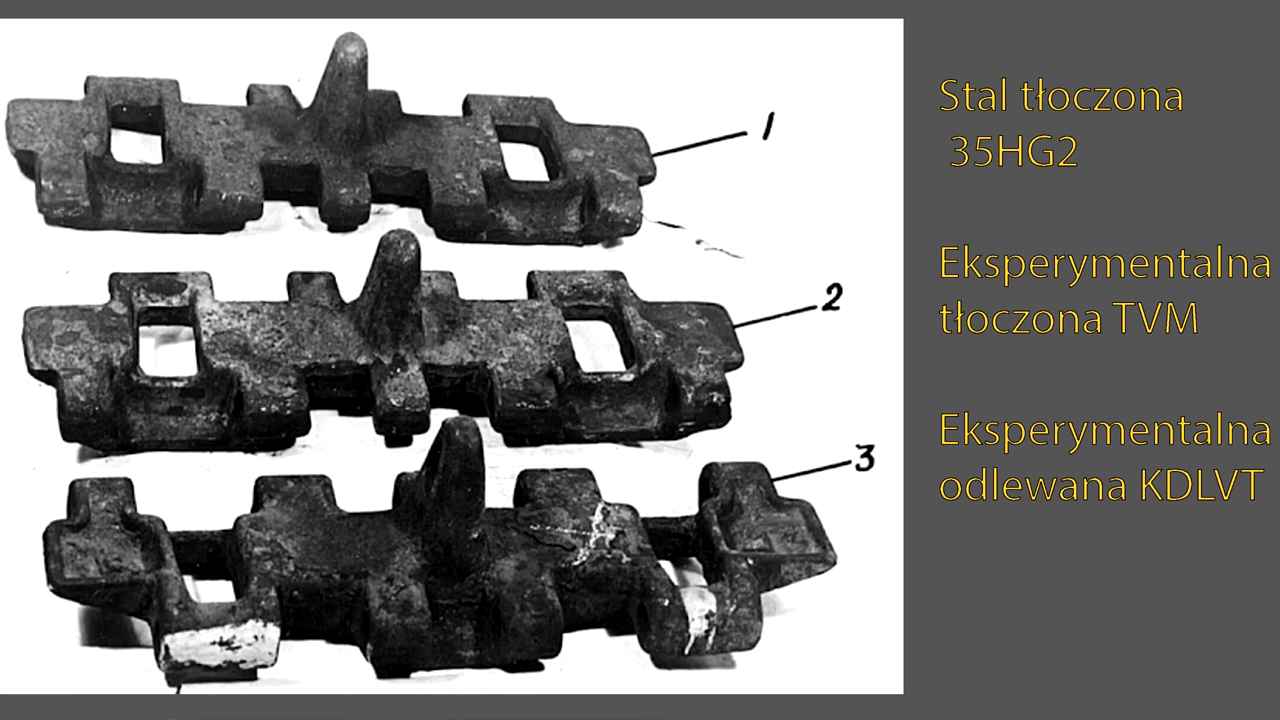 1
Stal tłoczona
35HG2
2
Eksperymentalna
tłoczona TVM
3
Eksperymentalna
odlewana KDLVT